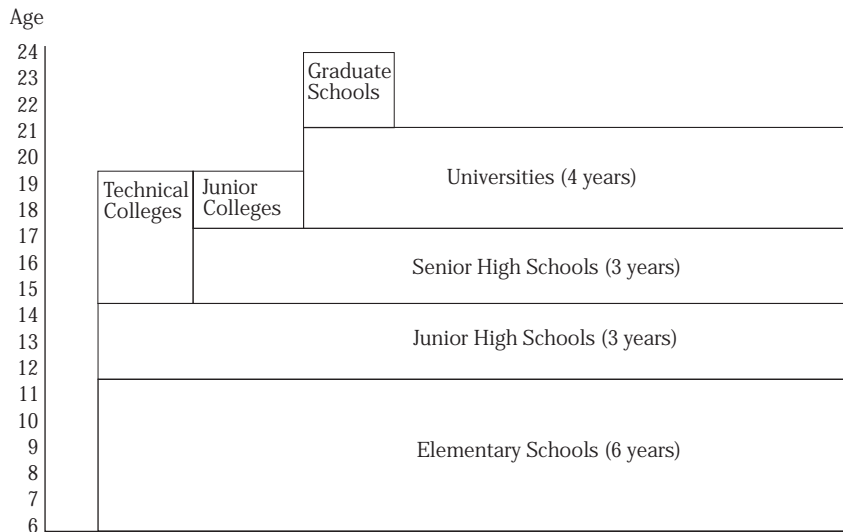 Age
24
23
22
21
20
19
18
17
16
15
14
13
12
11
10
9
8
7
6
Graduate
Schools
Universities (4 years)
Technical
Colleges
Junior
Colleges
Senior High Schools (3 years)
Junior High Schools (3 years)
Elementary Schools (6 years)